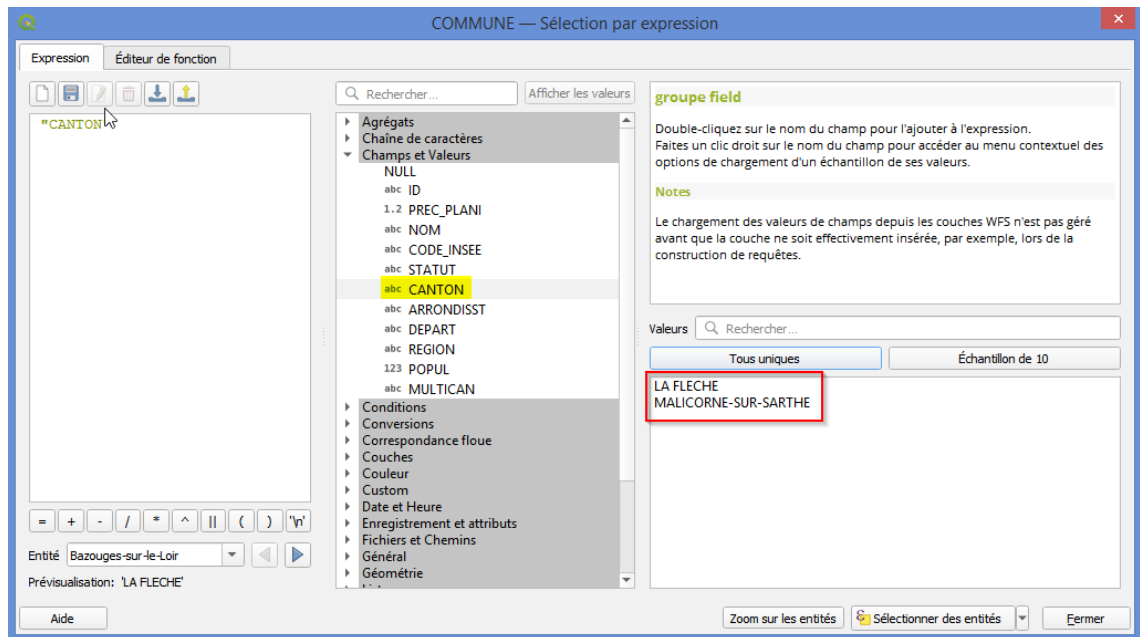 COMMUNE — Sélection par expression
Expression
Éditeur de fonction
"CANTON"
=
+
-
/
*
^
||
(
)
'\n'
Entité
Bazouges-sur-le-Loir
Prévisualisation: 'LA FLECHE'
Rechercher...
Afficher les valeurs
Agrégats
Chaîne de caractères
Champs et Valeurs
NULL
abc ID
1.2 PREC_PLANI
abc NOM
abc CODE_INSEE
abc STATUT
abc CANTON
abc ARRONDISST
abc DEPART
abc REGION
123 POPUL
abc MULTICAN
Conditions
Conversions
Correspondance floue
Couches
Couleur
Custom
Date et Heure
Enregistrement et attributs
Fichiers et Chemins
Général
Géométrie
groupe field
Double-cliquez sur le nom du champ pour l'ajouter à l'expression.
Faites un clic droit sur le nom du champ pour accéder au menu contextuel des
options de chargement d'un échantillon de ses valeurs.
Notes
Le chargement des valeurs de champs depuis les couches WFS n'est pas géré
avant que la couche ne soit effectivement insérée, par exemple, lors de la
construction de requêtes.
Valeurs
Rechercher...
Tous uniques
Échantillon de 10
LA FLECHE
MALICORNE-SUR-SARTHE
Aide
Zoom sur les entités
Sélectionner des entités
Fermer